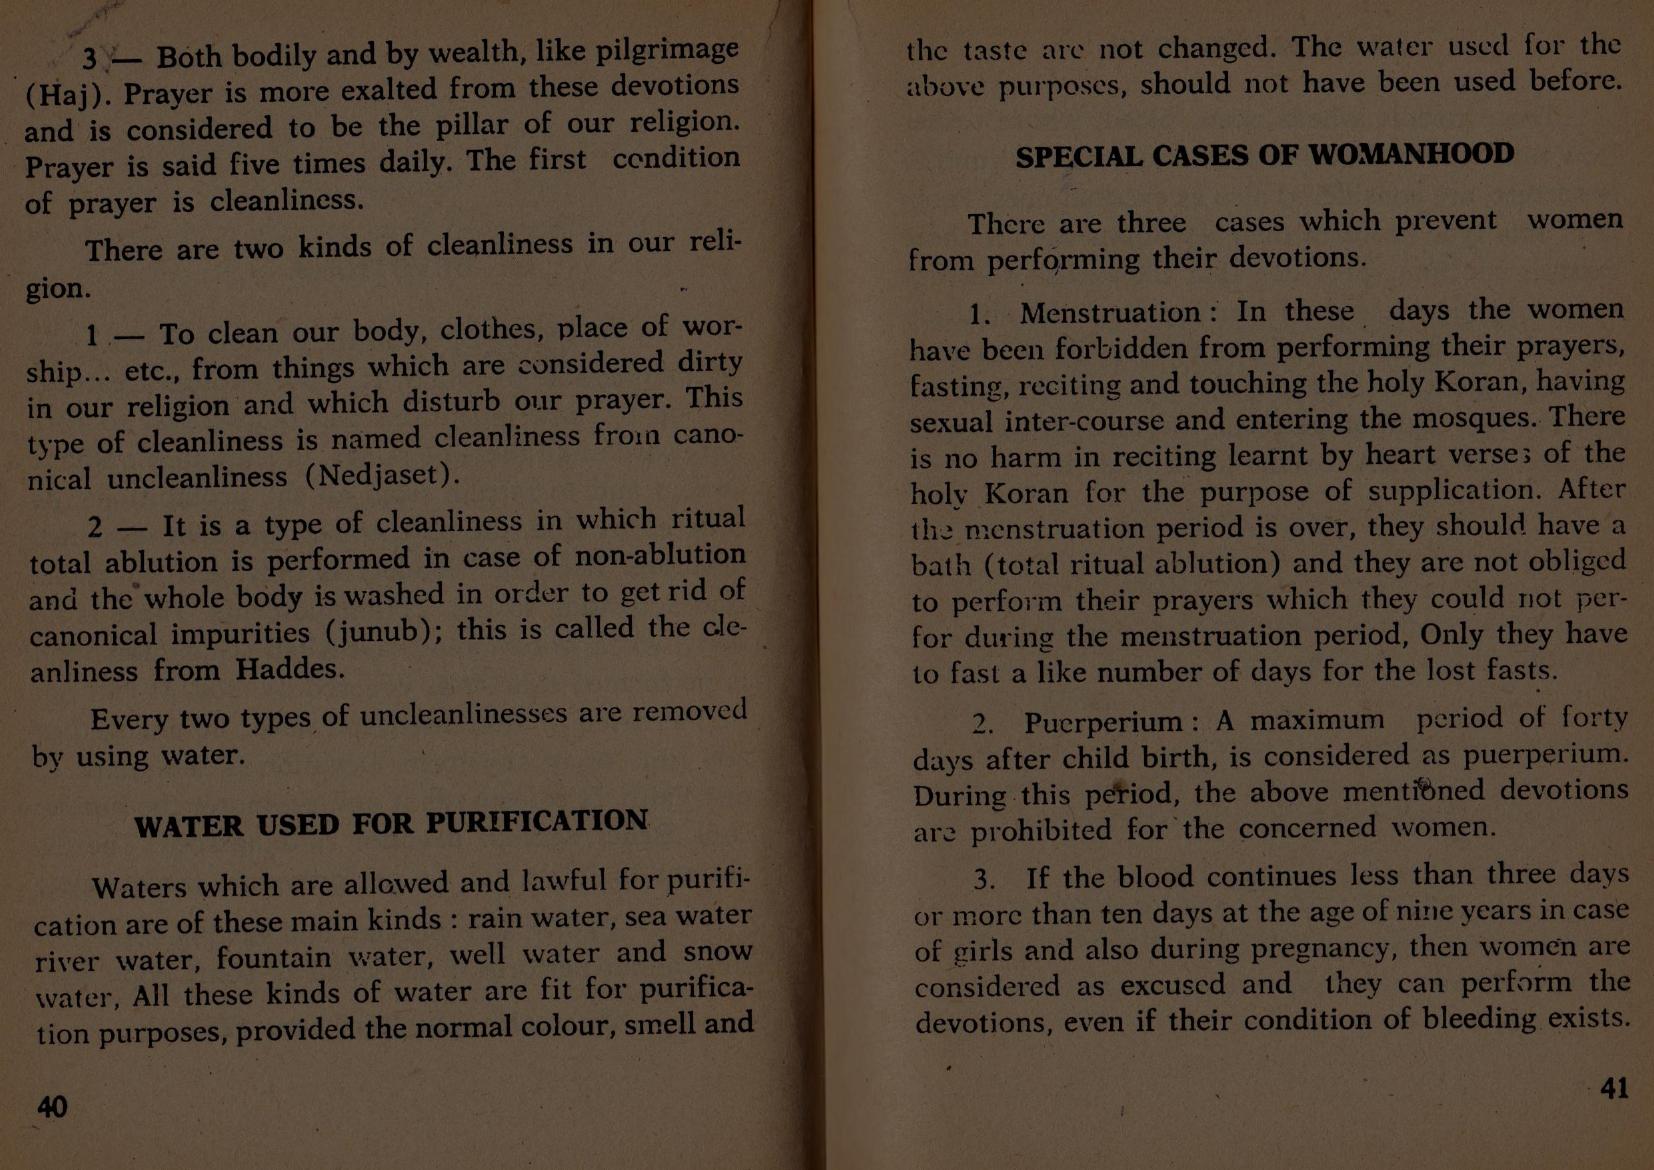 3 — Both bodily and by wealth, like pilgrimage
(Haj). Prayer is more exalted from these devotions
and is considered to be the pillar of our religion.
Prayer is said five times daily. The first condition
of prayer is cleanliness.
There are two kinds of cleanliness in our reli-
gion.
1 — To clean our body, clothes, place of wor-
ship... etc., from things which are considered dirty
in our religion and which disturb our prayer. This
type of cleanliness is named cleanliness from cano-
nical uncleanliness (Nedjaset).
2 — It is a type of cleanliness in which ritual
total ablution is performed in case of non-ablution
and the whole body is washed in order to get rid of
canonical impurities (junub); this is called the cle-
anliness from Haddes.
Every two types of uncleanlinesses are removed
by using water.
WATER USED FOR PURIFICATION
Waters which are allowed and lawful for purifi-
cation are of these main kinds : rain water, sea water
river water, fountain water, well water and snow
water, All these kinds of water are fit for purifica-
tion purposes, provided the normal colour, smell and
40
the taste are not changed. The water used for the
above purposes, should not have been used before.
SPECIAL CASES OF WOMANHOOD
There are three cases which prevent women
from performing their devotions.
1. Menstruation : In these days the women
have been forbidden from performing their prayers,
fasting, reciting and touching the holy Koran, having
sexual inter-course and entering the mosques. There
is no harm in reciting learnt by heart verses of the
holy Koran for the purpose of supplication. After
the menstruation period is over, they should have a
bath (total ritual ablution) and they are not obliged
to perform their prayers which they could not per-
for during the menstruation period, Only they have
to fast a like number of days for the lost fasts.
2. Puerperium : A maximum period of forty
days after child birth, is considered as puerperium.
During this period, the above mentioned devotions
are prohibited for the concerned women.
3. If the blood continues less than three days
or more than ten days at the age of nine years in case
of girls and also during pregnancy, then women are
considered as excused and they can perform the
devotions, even if their condition of bleeding exists.
41